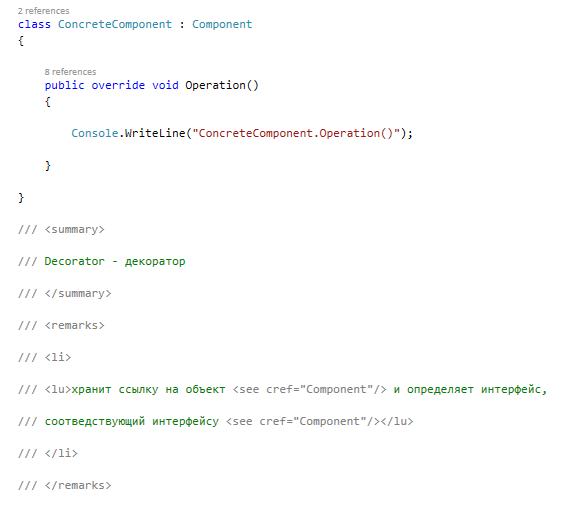 2 references
class ConcreteComponent : Component
{
8 references
public override void Operation()
{
Console.WriteLine("ConcreteComponent.Operation()");
}
}
/// <summary>
/// Decorator - декоратор
/// </summary>
/// <remarks>
/// <li>
/// <lu>хранит ссылку на объект <see cref="Component"/> и определяет интерфейс,
/// соотведствующий интерфейсу <see cref="Component"/></lu>
/// </li>
/// </remarks>